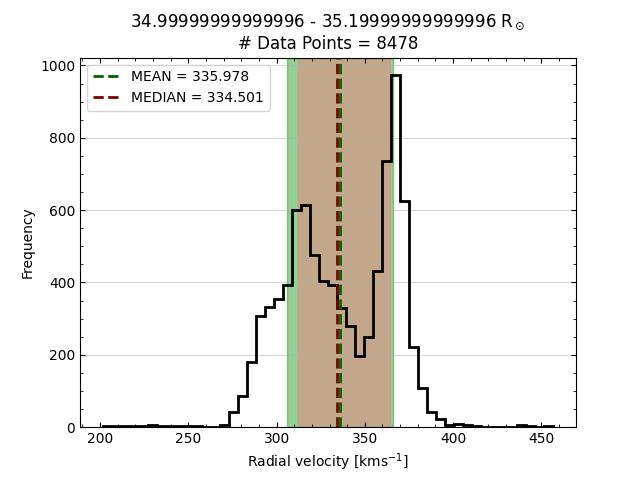 34.99999999999996 - 35.19999999999996 R⊙
# Data Points = 8478
MEAN = 335.978
MEDIAN = 334.501
1000
800
600
400
200
0
Frequency
200 250 300 350 400 450
Radial velocity [kms⁻¹]